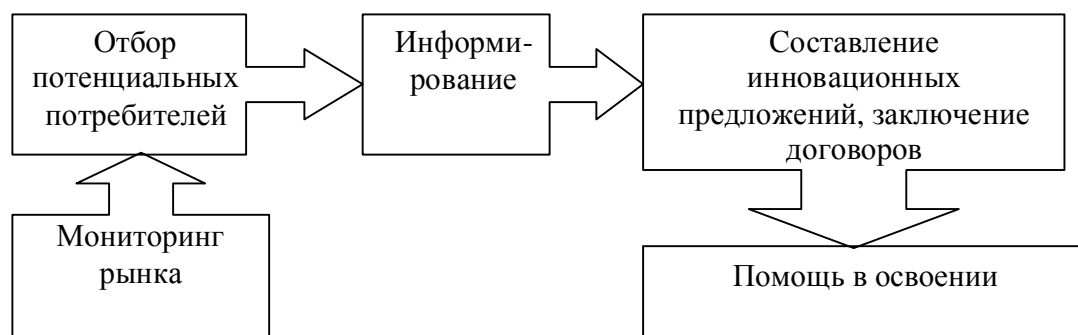 Отбор
потенциальных
потребителей
Информи-
рование
Составление
инновационных
предложений, заключение
договоров
Мониторинг
рынка
Помощь в освоении